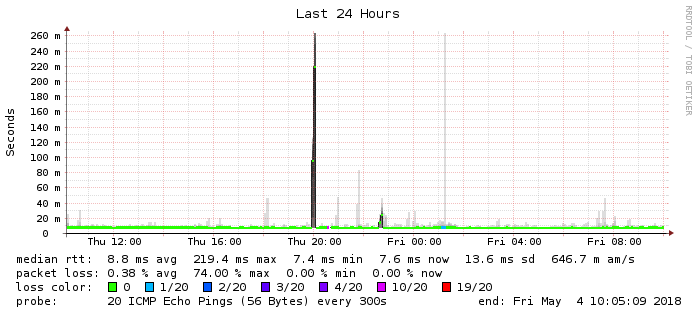 Last 24 Hours
RRDTOOL / TOBI OETIKER
Seconds
260 m
240 m
220 m
200 m
180 m
160 m
140 m
120 m
100 m
80 m
60 m
40 m
20 m
0
Thu 12:00 Thu 16:00 Thu 20:00 Fri 00:00 Fri 04:00 Fri 08:00
median rtt: 8.8 ms avg 219.4 ms max 7.4 ms min 7.6 ms now 13.6 ms sd 646.7 m am/s
packet loss: 0.38 % avg 74.00 % max 0.00 % min 0.00 % now
loss color: 0 1/20 2/20 3/20 4/20 10/20 19/20
probe: 20 ICMP Echo Pings (56 Bytes) every 300s end: Fri May 4 10:05:09 2018